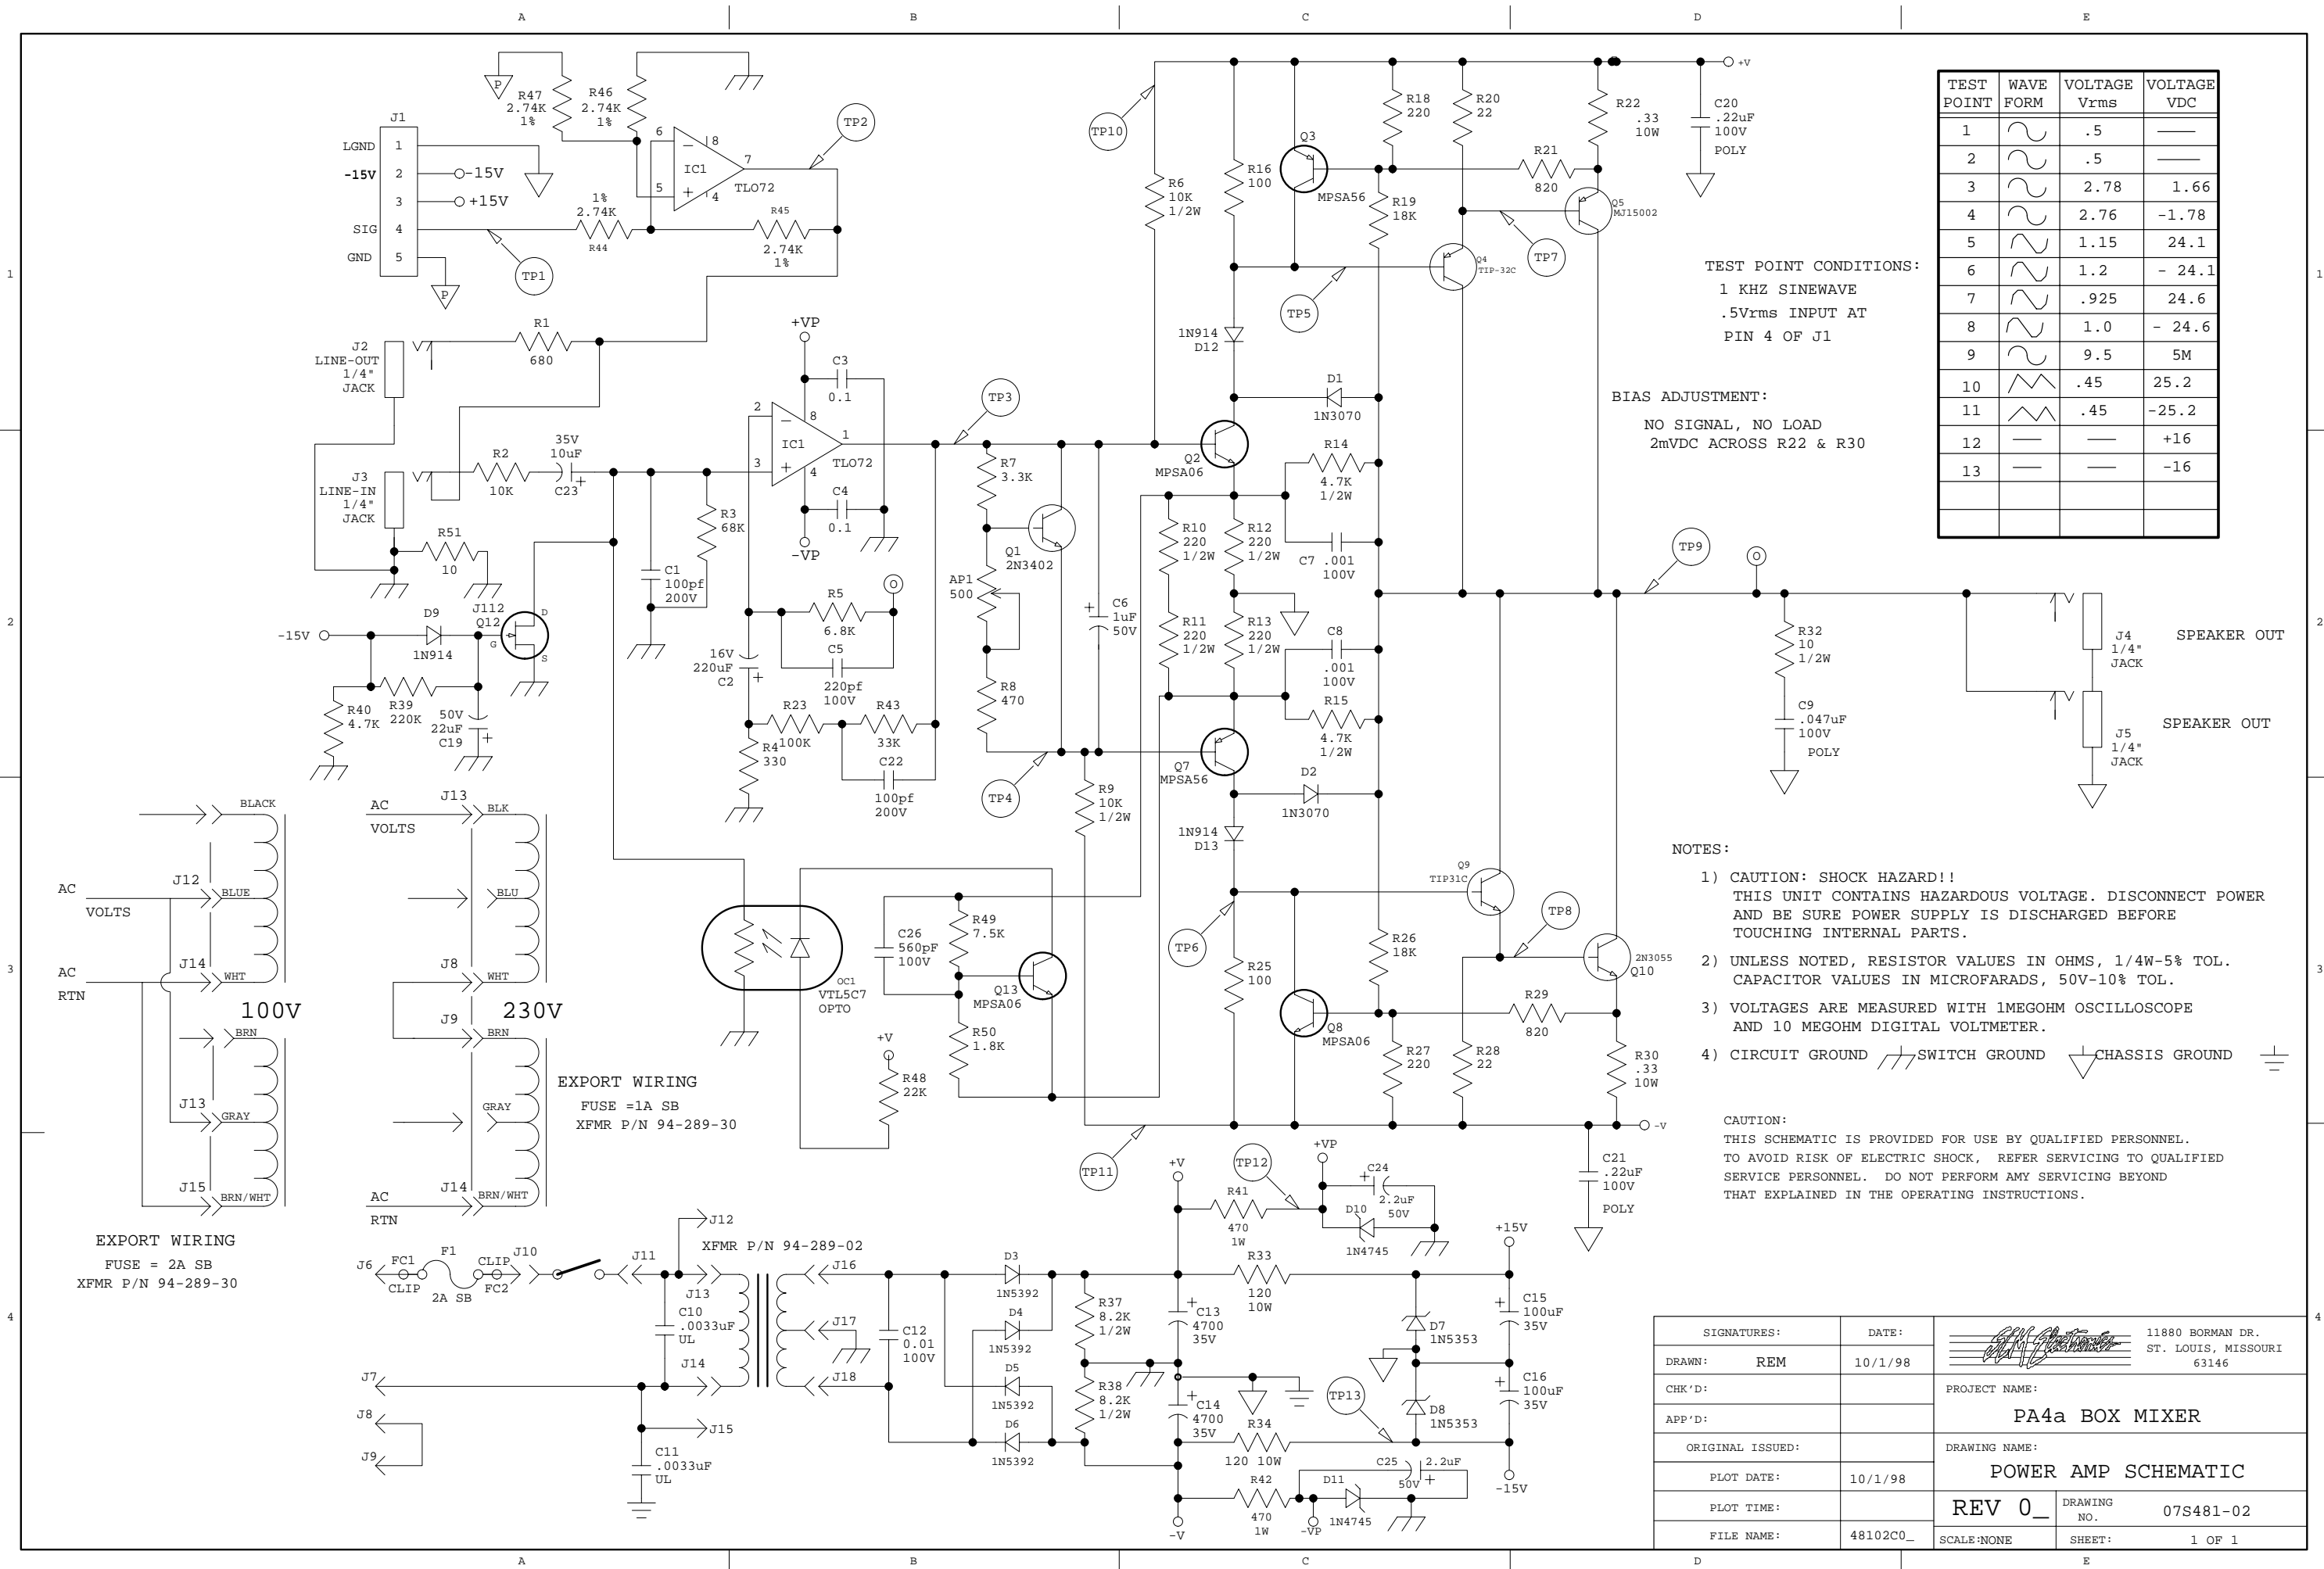 A
B
C
D
E
1
2
3
4
1
2
3
4
P
R47
2.74K
1%
R46
2.74K
1%
J1
LGND
1
-15V
2
-15V
3
+15V
SIG
4
GND
5
P
TP1
1%
2.74K
R44
6
5
8
4
7
IC1
TLO72
TP2
R45
2.74K
1%
R1
680
J2
LINE-OUT
1/4"
JACK
J3
LINE-IN
1/4"
JACK
R2
10K
35V
10uF
C23
+
R51
10
R3
68K
C1
100pf
200V
D9
1N914
J112
Q12
D
G
S
-15V
R40
4.7K
R39
220K
50V
22uF
C19
+
+VP
C3
0.1
2
3
8
4
1
IC1
TLO72
C4
0.1
-VP
TP3
R7
3.3K
Q1
2N3402
AP1
500
R8
470
+
C6
1uF
50V
O
R5
6.8K
C5
220pf
100V
16V
220uF
C2
+
R23
100K
R43
33K
R4
330
C22
100pf
200V
TP4
R9
10K
1/2W
TP10
R6
10K
1/2W
R16
100
Q3
MPSA56
R18
220
R20
22
R19
18K
R21
820
R22
.33
10W
C20
.22uF
100V
POLY
+V
Q5
MJ15002
Q4
TIP-32C
TP7
TP5
1N914
D12
D1
1N3070
Q2
MPSA06
R14
4.7K
1/2W
R10
220
1/2W
R12
220
1/2W
C7
.001
100V
R11
220
1/2W
R13
220
1/2W
C8
.001
100V
R15
4.7K
1/2W
Q7
MPSA56
D2
1N3070
1N914
D13
TP9
O
R32
10
1/2W
C9
.047uF
100V
POLY
J4
1/4"
JACK
SPEAKER OUT
J5
1/4"
JACK
SPEAKER OUT
TEST POINT CONDITIONS:
1 KHZ SINEWAVE
.5Vrms INPUT AT
PIN 4 OF J1
BIAS ADJUSTMENT:
NO SIGNAL, NO LOAD
2mVDC ACROSS R22 & R30
TEST POINT WAVE FORM VOLTAGE Vrms VOLTAGE VDC
1 .5 —
2 .5 —
3 2.78 1.66
4 2.76 -1.78
5 1.15 24.1
6 1.2 - 24.1
7 .925 24.6
8 1.0 - 24.6
9 9.5 5M
10 .45 25.2
11 .45 -25.2
12 — — +16
13 — — -16
AC
VOLTS
AC
RTN
BLACK
J12
BLUE
J14
WHT
100V
BRN
J13
GRAY
J15
BRN/WHT
EXPORT WIRING
FUSE = 2A SB
XFMR P/N 94-289-30
AC
VOLTS
J13
BLK
BLU
J8
WHT
230V
J9
BRN
GRAY
J14
BRN/WHT
AC
RTN
EXPORT WIRING
FUSE =1A SB
XFMR P/N 94-289-30
OC1
VTL5C7
OPTO
C26
560pF
100V
R49
7.5K
Q13
MPSA06
R50
1.8K
+V
R48
22K
TP6
R25
100
Q9
TIP31C
TP8
2N3055
Q10
R26
18K
Q8
MPSA06
R29
820
R27
220
R28
22
R30
.33
10W
-V
TP11
C21
.22uF
100V
POLY
NOTES:
1) CAUTION: SHOCK HAZARD!!
THIS UNIT CONTAINS HAZARDOUS VOLTAGE. DISCONNECT POWER
AND BE SURE POWER SUPPLY IS DISCHARGED BEFORE
TOUCHING INTERNAL PARTS.
2) UNLESS NOTED, RESISTOR VALUES IN OHMS, 1/4W-5% TOL.
CAPACITOR VALUES IN MICROFARADS, 50V-10% TOL.
3) VOLTAGES ARE MEASURED WITH 1MEGOHM OSCILLOSCOPE
AND 10 MEGOHM DIGITAL VOLTMETER.
4) CIRCUIT GROUND SWITCH GROUND CHASSIS GROUND
CAUTION:
THIS SCHEMATIC IS PROVIDED FOR USE BY QUALIFIED PERSONNEL.
TO AVOID RISK OF ELECTRIC SHOCK, REFER SERVICING TO QUALIFIED
SERVICE PERSONNEL. DO NOT PERFORM AMY SERVICING BEYOND
THAT EXPLAINED IN THE OPERATING INSTRUCTIONS.
J6
FC1
CLIP
F1
2A SB
CLIP
FC2
J10
J11
J12
J13
XFMR P/N 94-289-02
C10
.0033uF
UL
J14
J7
J15
J8
J9
C11
.0033uF
UL
J16
J17
J18
C12
0.01
100V
D3
1N5392
D4
1N5392
D5
1N5392
D6
1N5392
R37
8.2K
1/2W
R38
8.2K
1/2W
+V
+
C13
4700
35V
+
C14
4700
35V
-V
R41
470
1W
TP12
+VP
C24
+
2.2uF
50V
D10
1N4745
R33
120
10W
D7
1N5353
D8
1N5353
+15V
+
C15
100uF
35V
+
C16
100uF
35V
-15V
TP13
R34
120 10W
R42
470
1W
C25
50V
2.2uF
+
D11
1N4745
-VP
SIGNATURES: DATE:
DRAWN: REM 10/1/98
CHK'D:
APP'D:
ORIGINAL ISSUED:
PLOT DATE: 10/1/98
PLOT TIME:
FILE NAME: 48102C0_
11880 BORMAN DR.
ST. LOUIS, MISSOURI
63146
PROJECT NAME:
PA4a BOX MIXER
DRAWING NAME:
POWER AMP SCHEMATIC
REV 0_
DRAWING NO. 07S481-02
SCALE:NONE SHEET: 1 OF 1
A
B
C
D
E